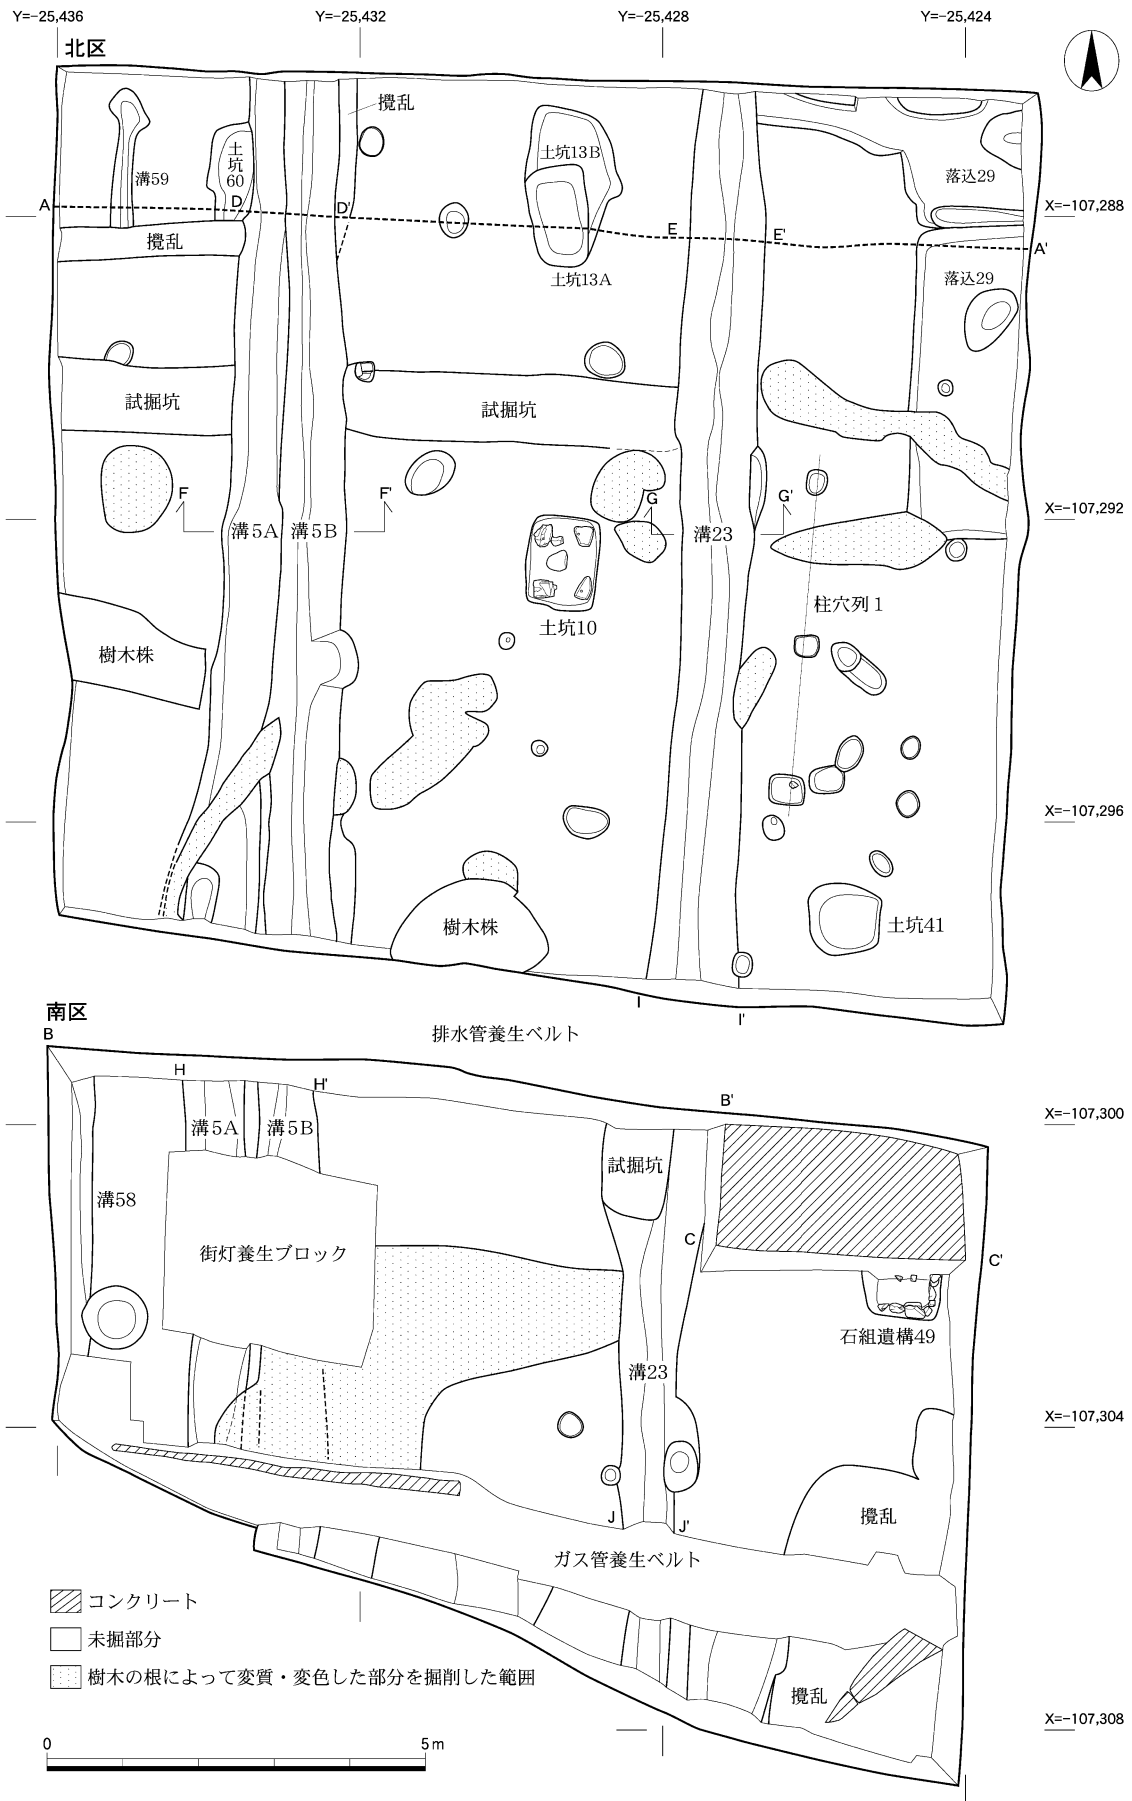 Y=−25,436
Y=−25,432
Y=−25,428
Y=−25,424
北区
攪乱
土坑60
溝59
土坑13B
落込29
A
D
D'
E
E'
A'
X=−107,288
攪乱
土坑13A
落込29
試掘坑
試掘坑
F
F'
G
G'
溝5A
溝5B
溝23
X=−107,292
柱穴列1
土坑10
樹木株
X=−107,296
樹木株
土坑41
南区
I
I'
B
排水管養生ベルト
H
H'
B'
X=−107,300
溝5A
溝5B
試掘坑
溝58
街灯養生ブロック
C
C'
石組遺構49
溝23
X=−107,304
J
J'
攪乱
ガス管養生ベルト
コンクリート
未掘部分
樹木の根によって変質・変色した部分を掘削した範囲
攪乱
X=−107,308
0
5m